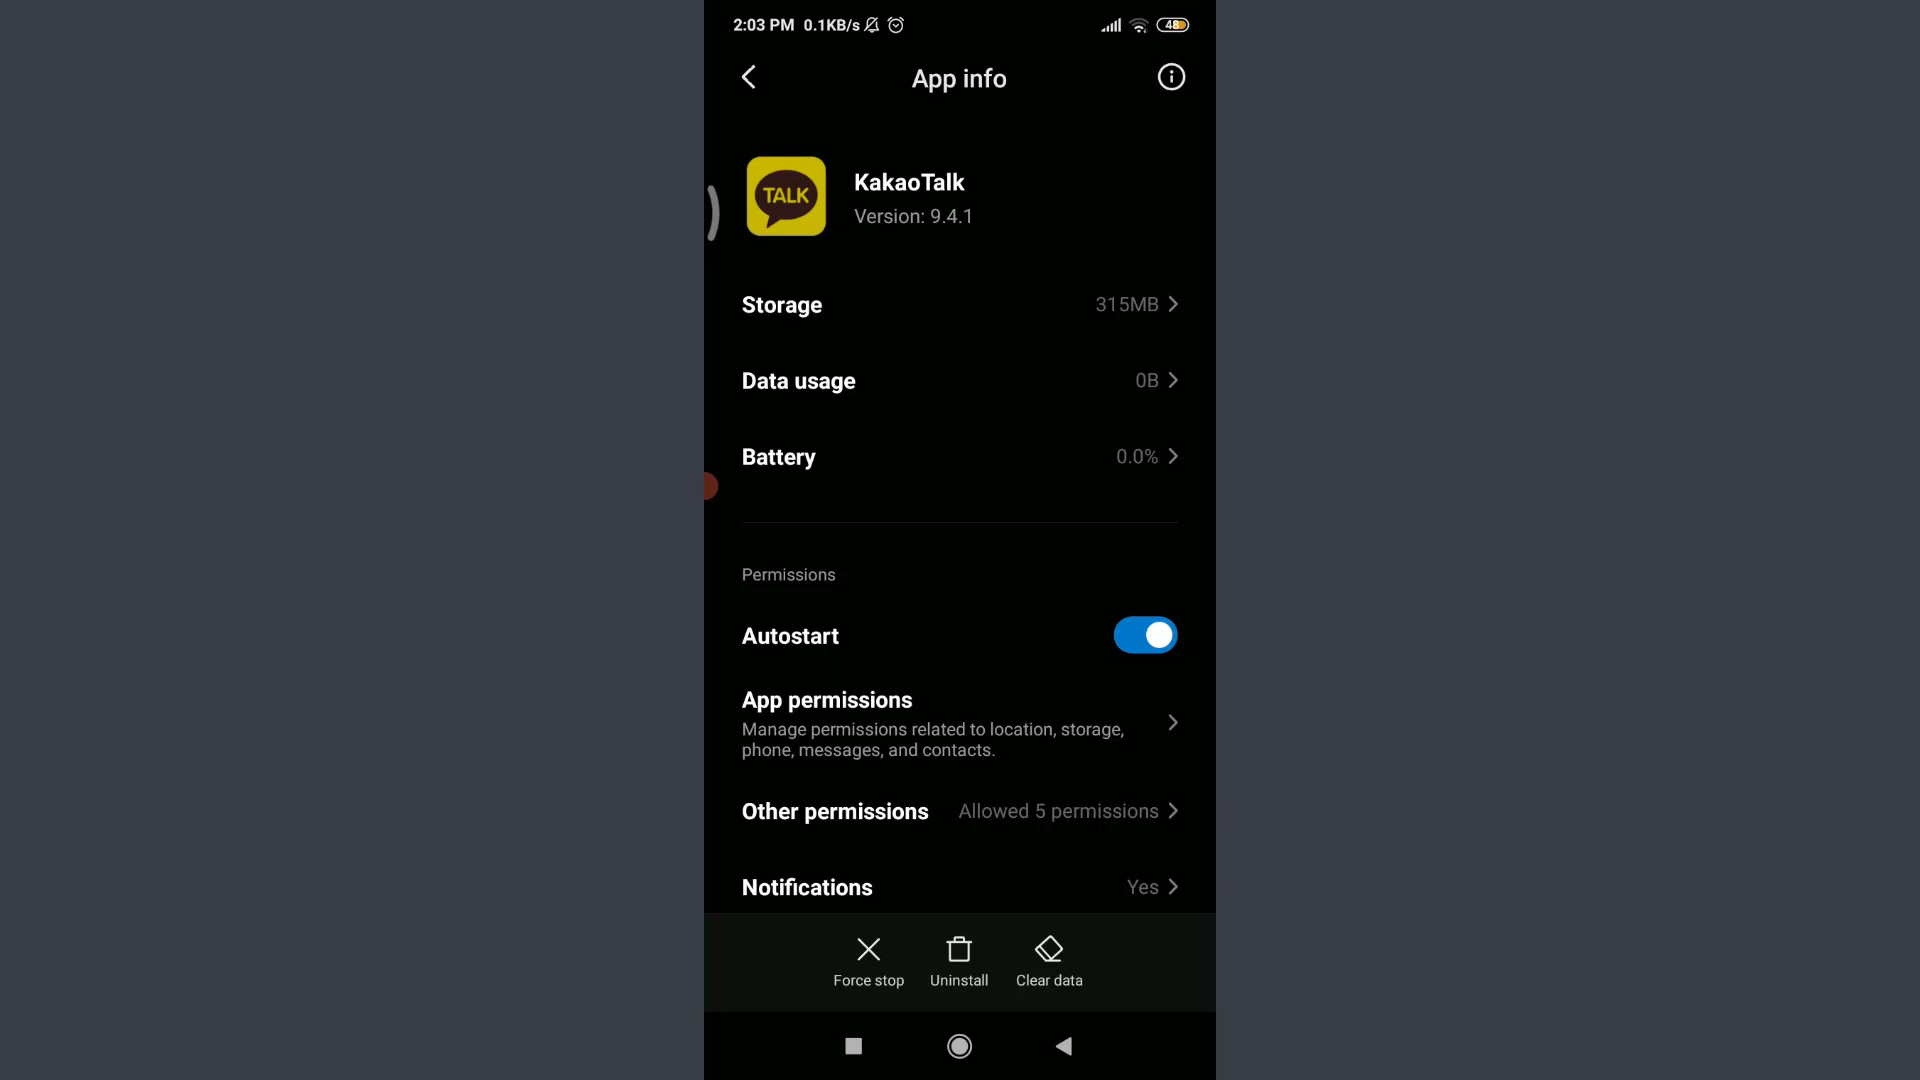 2:03 PM 0.1KB/s 48
App info
TALK
KakaoTalk
Version: 9.4.1
Storage 315MB
Data usage 0B
Battery 0.0%
Permissions
Autostart
App permissions
Manage permissions related to location, storage,
phone, messages, and contacts.
Other permissions Allowed 5 permissions
Notifications Yes
Force stop Uninstall Clear data